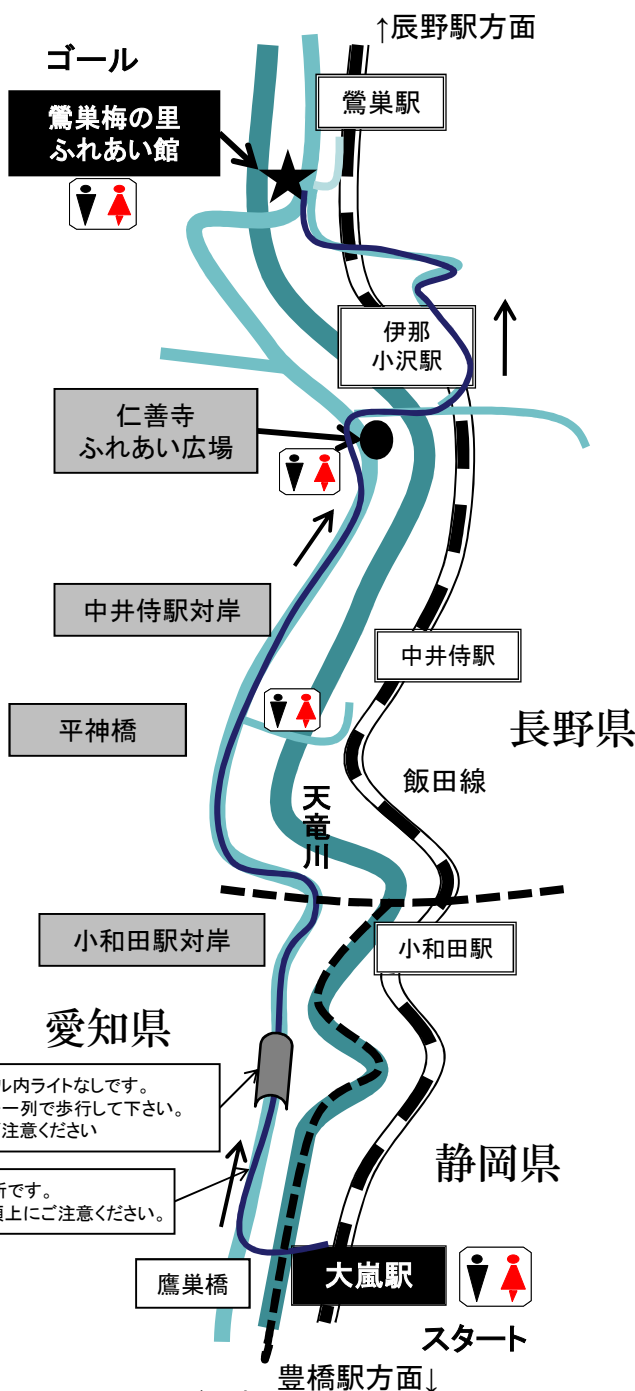 ↑辰野駅方面
ゴール
鶯巣駅
鶯巣梅の里
ふれあい館
伊那
小沢駅
仁善寺
ふれあい広場
中井侍駅対岸
中井侍駅
平神橋
長野県
飯田線
天竜川
小和田駅対岸
小和田駅
愛知県
ル内ライトなしです。
一列で歩行して下さい。
注意ください
静岡県
所です。
頭上にご注意ください。
鷹巣橋
大嵐駅
スタート
豊橋駅方面↓